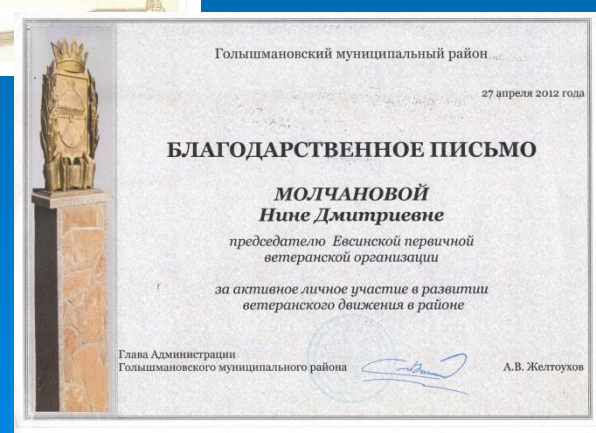 Голышмановский муниципальный район
27 апреля 2012 года
БЛАГОДАРСТВЕННОЕ ПИСЬМО
МОЛЧАНОВОЙ
Нине Дмитриевне
председателю Евсинской первичной
ветеранской организации
за активное личное участие в развитии
ветеранского движения в районе
Глава Администрации
Голышмановского муниципального района
А.В. Желтоухов